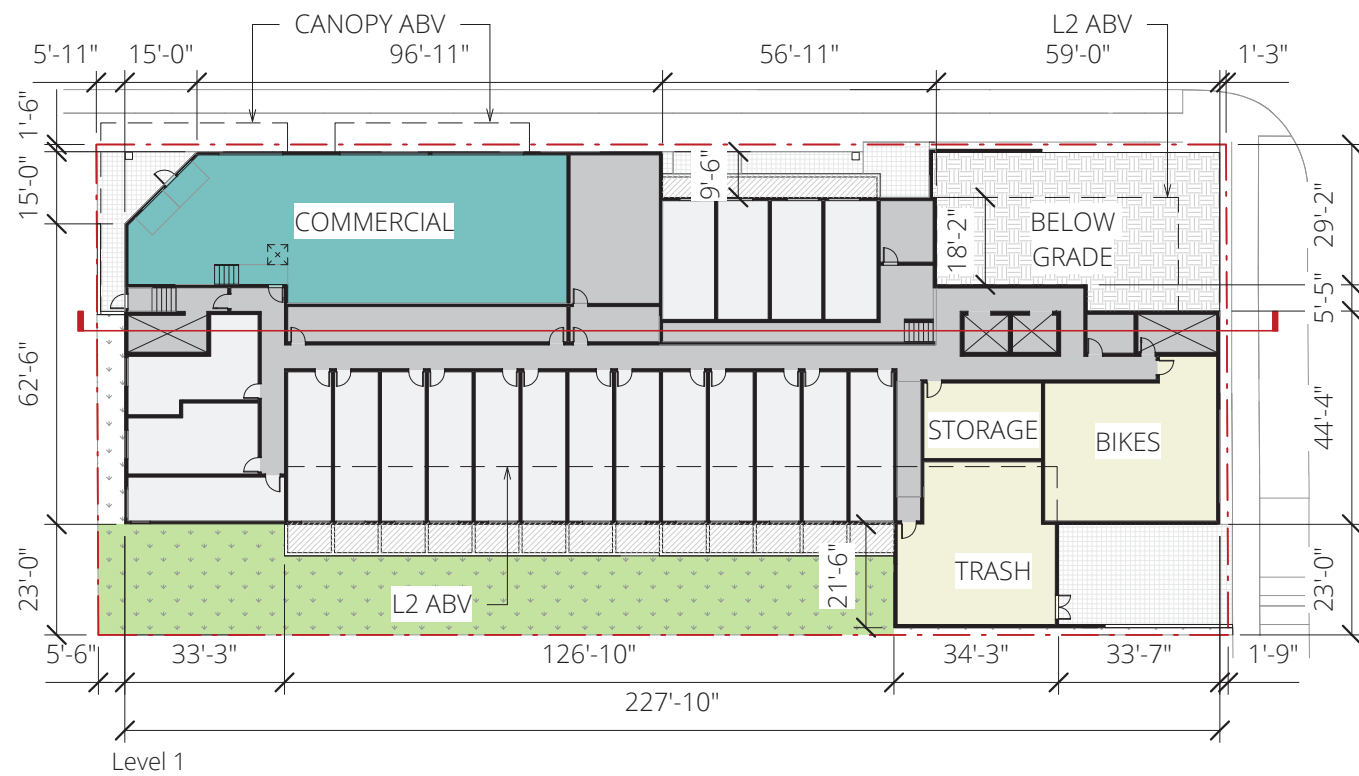 CANOPY ABV
L2 ABV
5'-11"
15'-0"
96'-11"
56'-11"
59'-0"
1'-3"
1'-6"
15'-0"
62'-6"
23'-0"
9'-6"
18'-2"
COMMERCIAL
BELOW
GRADE
29'-2"
5'-5"
44'-4"
23'-0"
STORAGE
BIKES
TRASH
L2 ABV
21'-6"
5'-6"
33'-3"
126'-10"
34'-3"
33'-7"
1'-9"
227'-10"
Level 1